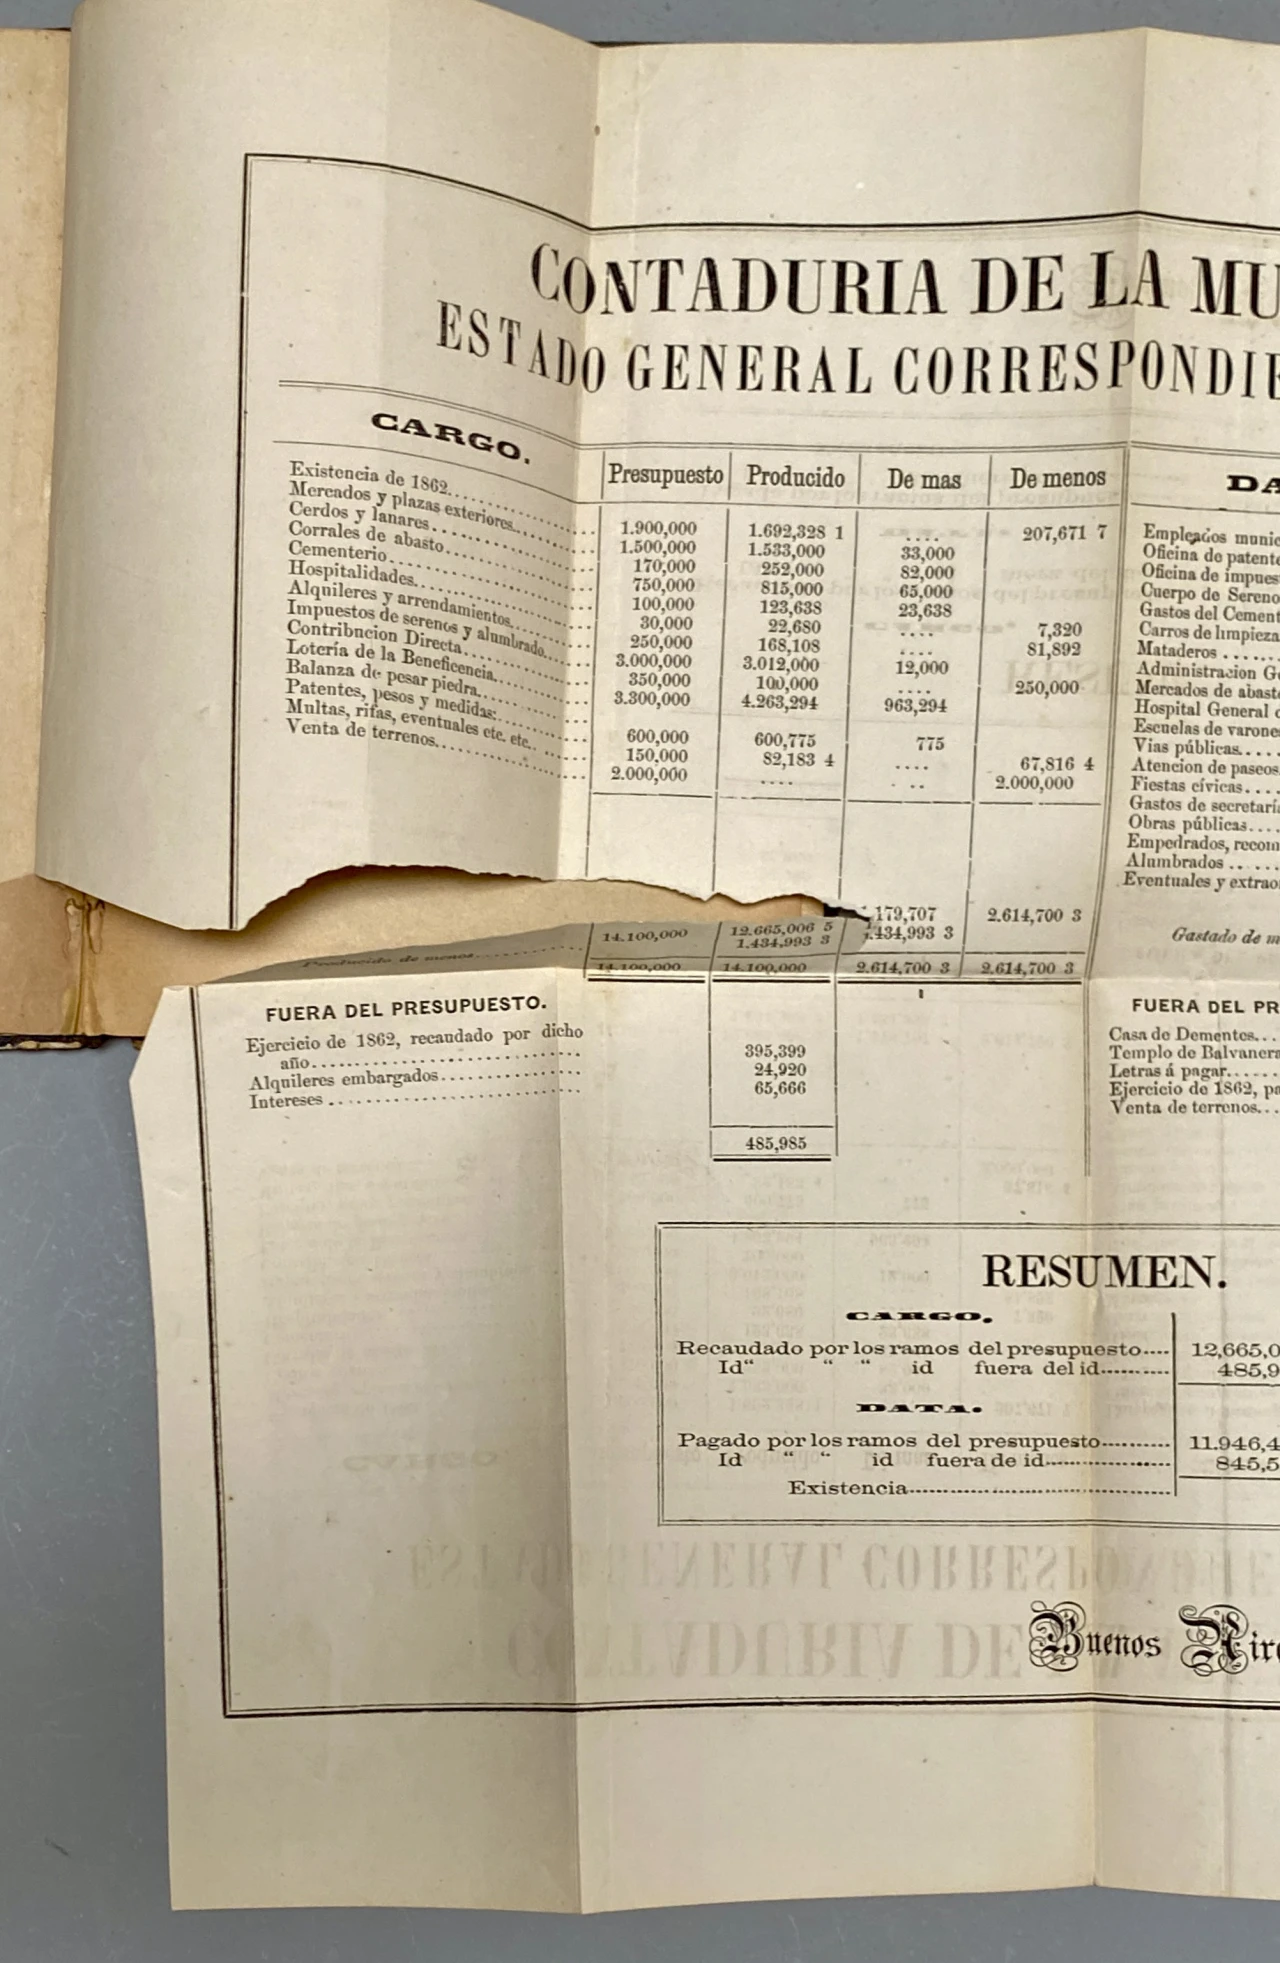 CONTADURIA DE LA MU
ESTADO GENERAL CORRESPONDIE
CARGO.
Presupuesto Producido De mas De menos
Existencia de 1862
Mercados y plazas exteriores
Cerdos y lanares
Corrales de abasto
Cementerio
Hospitalidades
Alquileres y arrendamientos
Impuestos de serenos y alumbrado
Contribucion Directa
Lotería de la Beneficencia
Balanza de pesar piedra
Patentes, pesos y medidas
Multas, rifas, eventuales etc. etc.
Venta de terrenos
1.900,000 1.692,328 1 .... 207,671 7
1.500,000 1.533,000 33,000
170,000 252,000 82,000
750,000 815,000 65,000
100,000 123,638 23,638
30,000 22,680 .... 7,320
250,000 168,108 .... 81,892
3.000,000 3.012,000 12,000
350,000 100,000 .... 250,000
3.300,000 4.263,294 963,294
600,000 600,775 775
150,000 82,183 4 .... 67,816 4
2.000,000 .... 2.000,000
179,707 2.614,700 3
14.100,000 12.665,006 5
Producido de menos 1.434,993 3 1.434,993 3
14.100,000 14.100,000 2.614,700 3 2.614,700 3
FUERA DEL PRESUPUESTO.
Ejercicio de 1862, recaudado por dicho
año 395,399
Alquileres embargados 24,920
Intereses 65,666
485,985
DA
Empleados munic
Oficina de patente
Oficina de impues
Cuerpo de Sereno
Gastos del Cement
Carros de limpieza
Mataderos
Administracion Ge
Mercados de abasto
Hospital General d
Escuelas de varones
Vias públicas
Atencion de paseos
Fiestas cívicas
Gastos de secretaría
Obras públicas
Empedrados, recom
Alumbrados
Eventuales y extrao
Gastado de m
FUERA DEL PR
Casa de Dementes
Templo de Balvanera
Letras á pagar
Ejercicio de 1862, pa
Venta de terrenos
RESUMEN.
CARGO.
Recaudado por los ramos del presupuesto 12,665,0
Id“ “ “ id fuera del id 485,9
DATA.
Pagado por los ramos del presupuesto 11.946,4
Id “ “ id fuera de id 845,5
Existencia
Buenos Aire